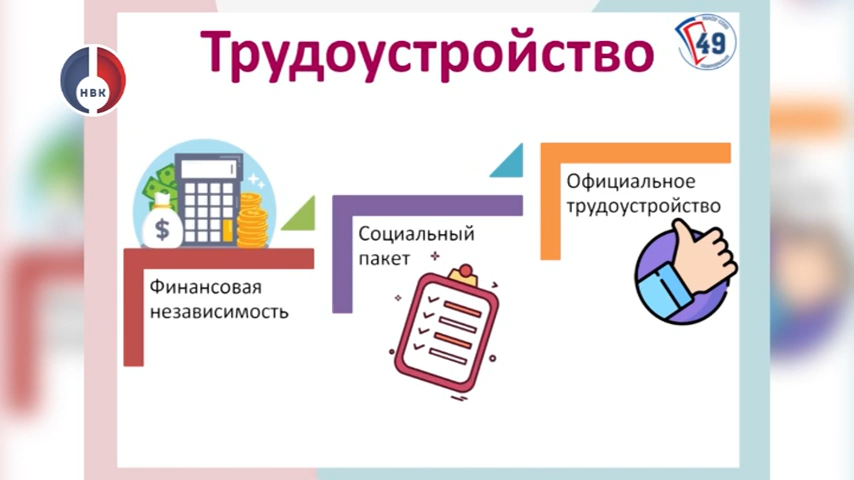 Трудоустройство
49
НВК
$
Официальное
трудоустройство
Социальный
пакет
Финансовая
независимость